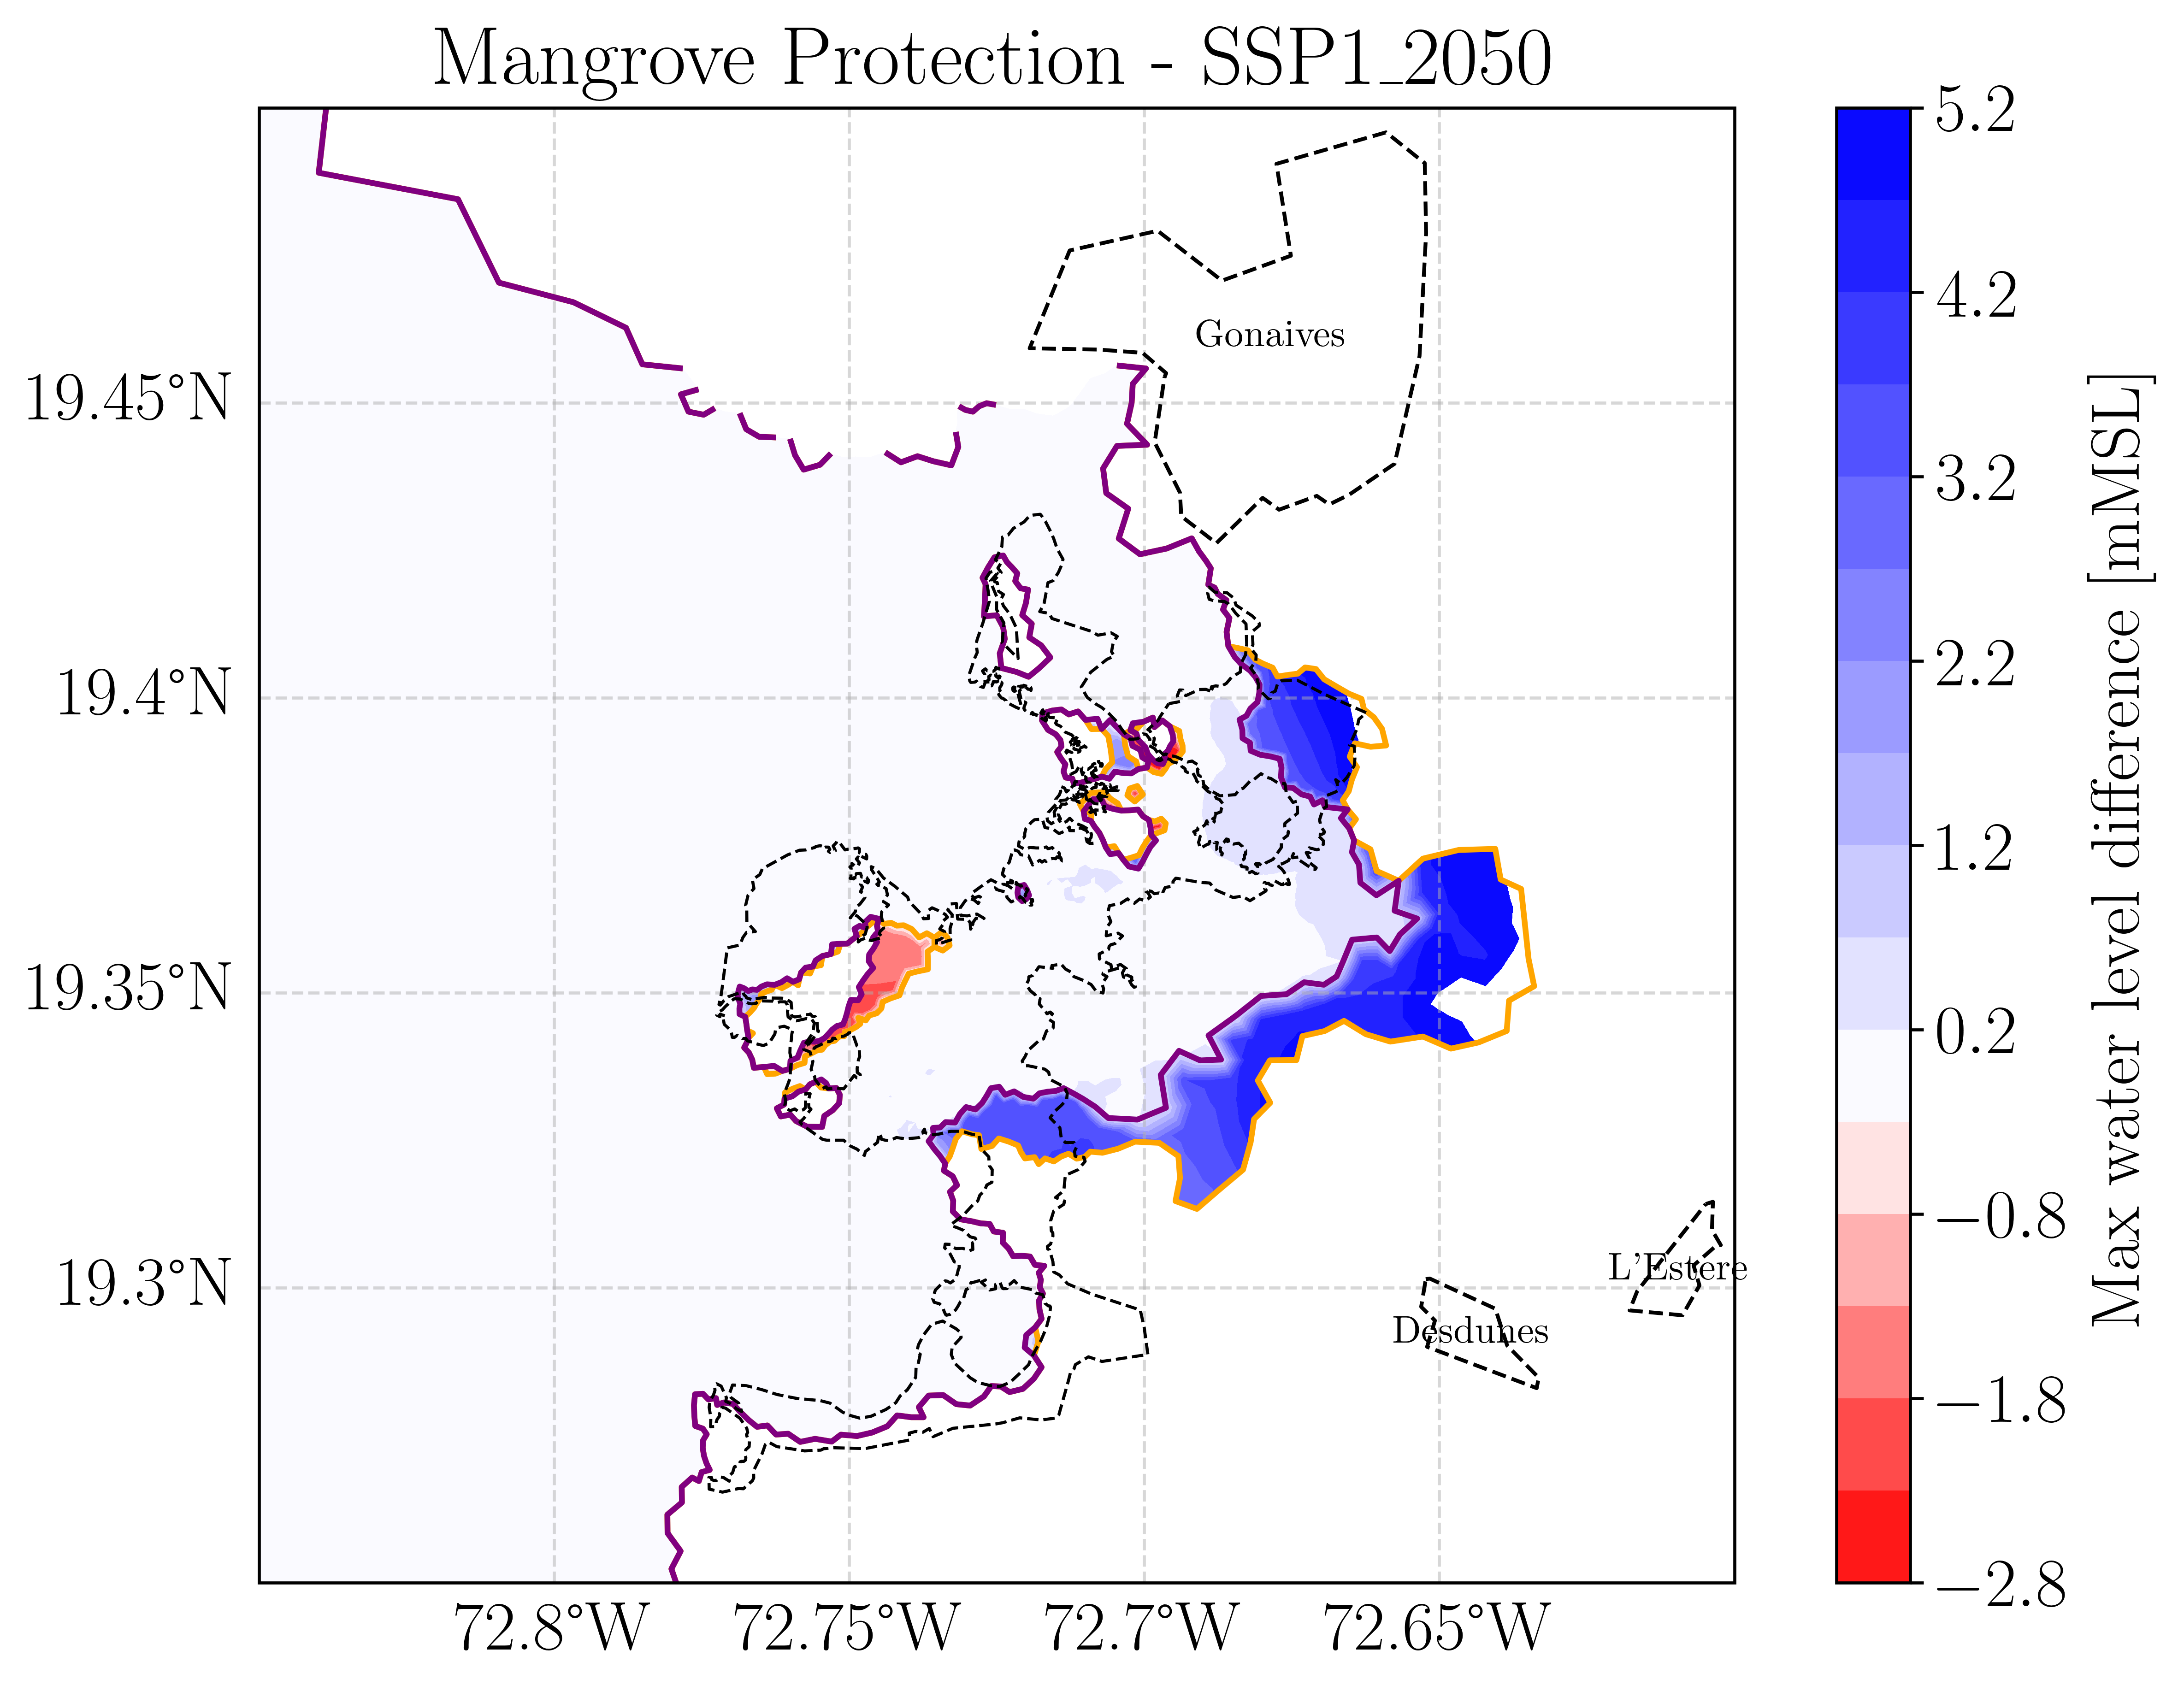 Mangrove Protection - SSP1_2050
5.2
4.2
3.2
2.2
1.2
0.2
−0.8
−1.8
−2.8
Max water level difference [mMSL]
19.45°N
19.4°N
19.35°N
19.3°N
Gonaives
L'Estere
Desdunes
72.8°W
72.75°W
72.7°W
72.65°W